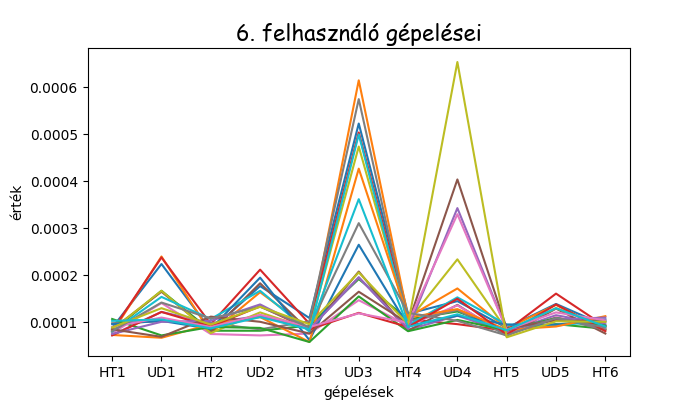 6. felhasználó gépelései
0.0006
0.0005
0.0004
0.0003
0.0002
0.0001
érték
HT1 UD1 HT2 UD2 HT3 UD3 HT4 UD4 HT5 UD5 HT6
gépelések